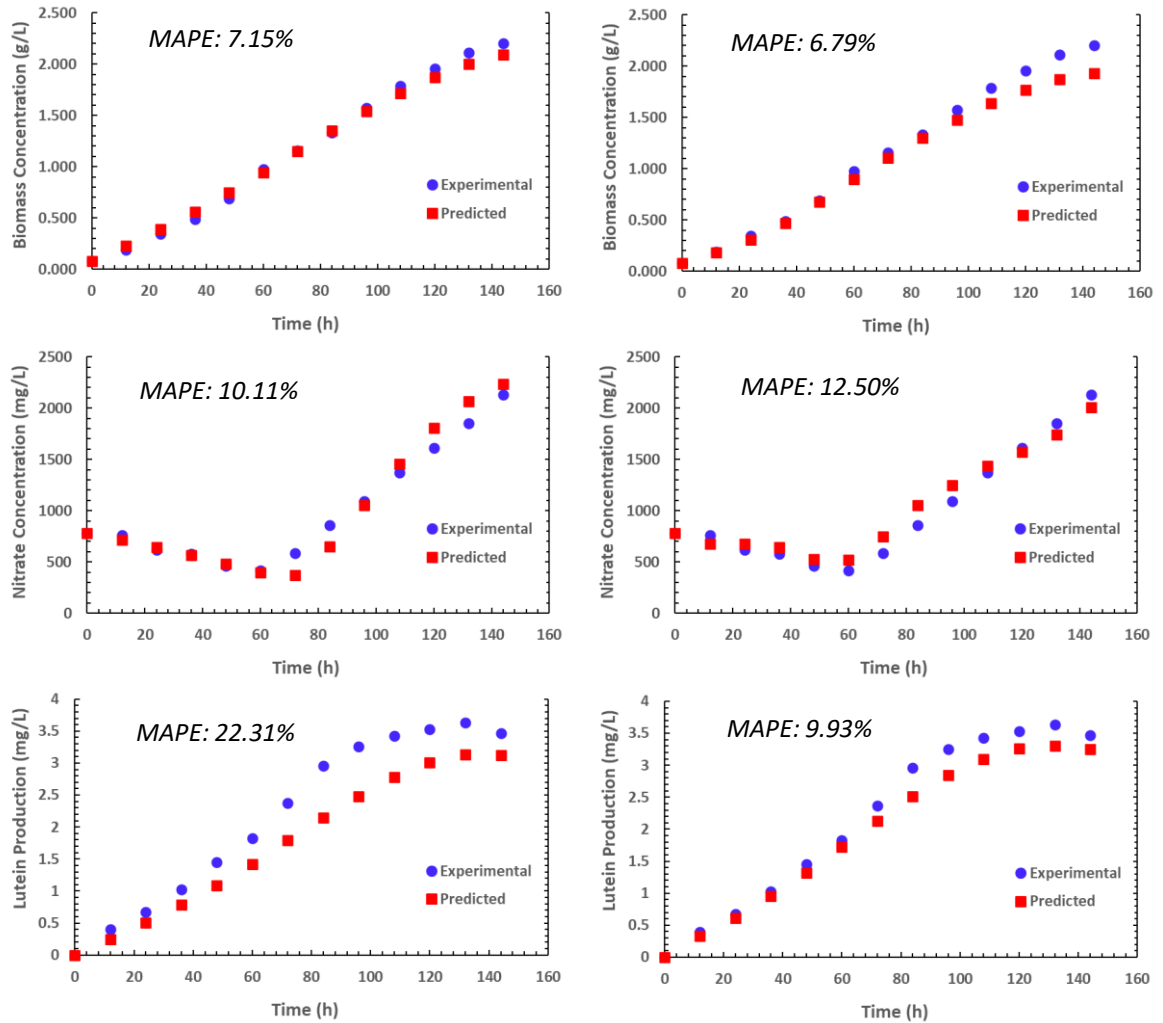 Biomass Concentration (g/L)
2.500
2.000
1.500
1.000
0.500
0.000
MAPE: 7.15%
Experimental
Predicted
0 20 40 60 80 100 120 140 160
Time (h)
Biomass Concentration (g/L)
2.500
2.000
1.500
1.000
0.500
0.000
MAPE: 6.79%
Experimental
Predicted
0 20 40 60 80 100 120 140 160
Time (h)
Nitrate Concentration (mg/L)
2500
2000
1500
1000
500
0
MAPE: 10.11%
Experimental
Predicted
0 20 40 60 80 100 120 140 160
Time (h)
Nitrate Concentration (mg/L)
2500
2000
1500
1000
500
0
MAPE: 12.50%
Experimental
Predicted
0 20 40 60 80 100 120 140 160
Time (h)
Lutein Production (mg/L)
4
3.5
3
2.5
2
1.5
1
0.5
0
MAPE: 22.31%
Experimental
Predicted
0 20 40 60 80 100 120 140 160
Time (h)
Lutein Production (mg/L)
4
3.5
3
2.5
2
1.5
1
0.5
0
MAPE: 9.93%
Experimental
Predicted
0 20 40 60 80 100 120 140 160
Time (h)